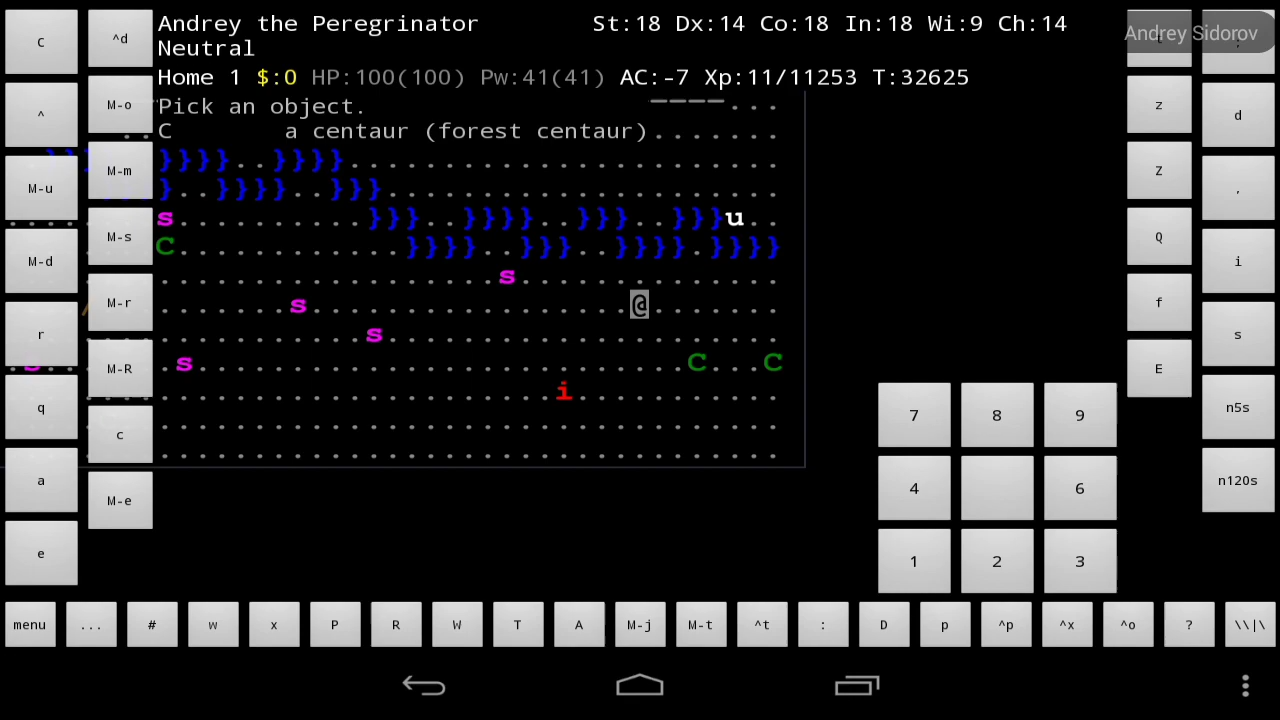 Andrey the Peregrinator St:18 Dx:14 Co:18 In:18 Wi:9 Ch:14
Neutral
Home 1 $:0 HP:100(100) Pw:41(41) AC:-7 Xp:11/11253 T:32625
Pick an object.
C a centaur (forest centaur)
Andrey Sidorov
}}}}..}}}}.......................
}..}}}}..}}}.....................
s...........}}}..}}}}..}}}..}}}u..
C.............}}}}..}}}..}}}}.}}}}
s
s @
s
s C C
i
C
^
M-u
M-d
r
q
a
e
^d
M-o
M-m
M-s
M-r
M-R
c
M-e
z
Z
Q
f
E
d
,
i
s
n5s
n120s
7 8 9
4 6
1 2 3
menu ... # w x P R W T A M-j M-t ^t : D p ^p ^x ^o ? \\|\